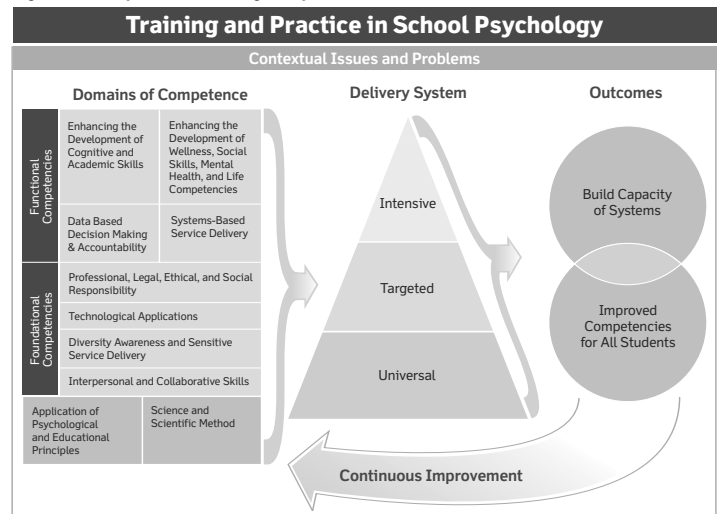 Training and Practice in School Psychology
Contextual Issues and Problems
Domains of Competence
Functional
Competencies
Enhancing the
Development of
Cognitive and
Academic Skills
Enhancing the
Development of
Wellness, Social
Skills, Mental
Health, and Life
Competencies
Data Based
Decision Making
& Accountability
Systems-Based
Service Delivery
Foundational
Competencies
Professional, Legal, Ethical, and Social
Responsibility
Technological Applications
Diversity Awareness and Sensitive
Service Delivery
Interpersonal and Collaborative Skills
Application of
Psychological
and Educational
Principles
Science and
Scientific Method
Delivery System
Intensive
Targeted
Universal
Outcomes
Build Capacity
of Systems
Improved
Competencies
for All Students
Continuous Improvement